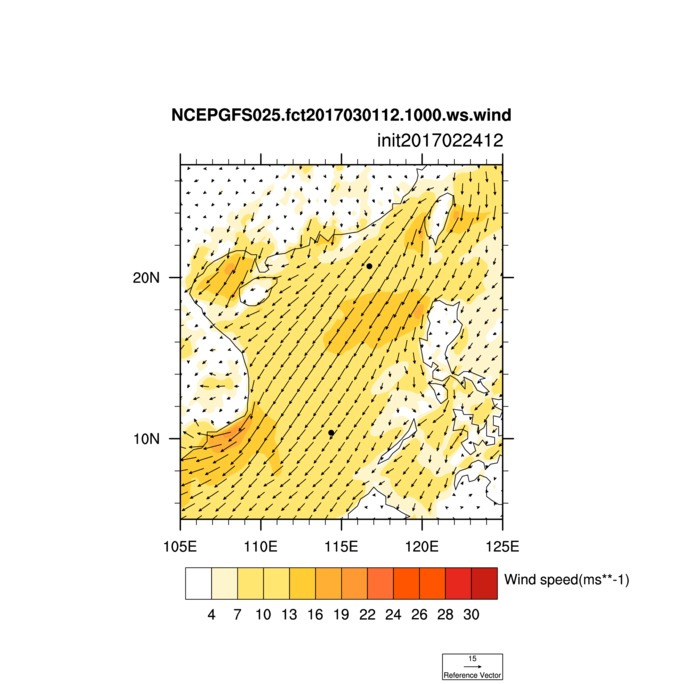 NCEPGFS025.fct2017030112.1000.ws.wind
init2017022412
20N
10N
105E 110E 115E 120E 125E
Wind speed(ms**-1)
4 7 10 13 16 19 22 24 26 28 30
15
Reference Vector